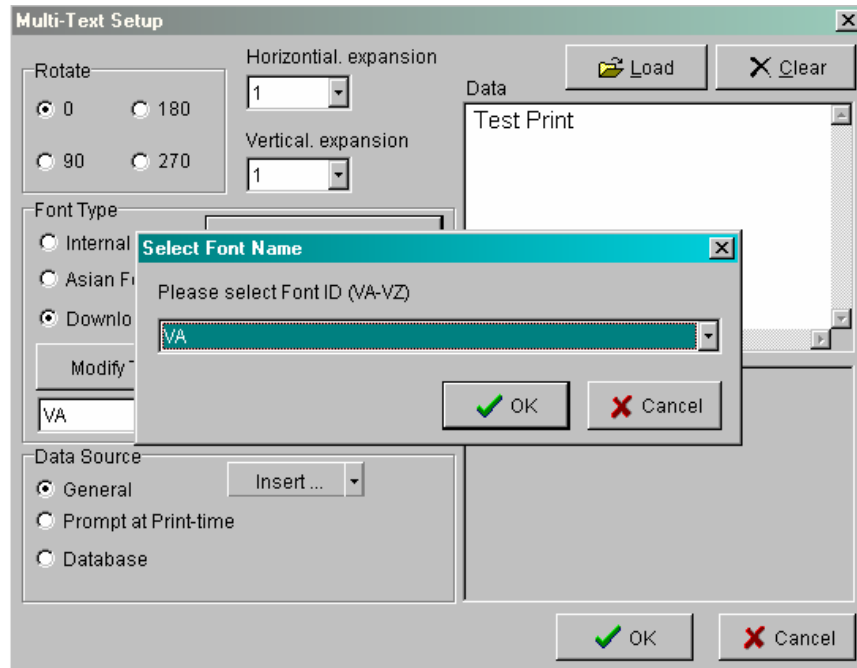 Multi-Text Setup
Rotate
0
180
90
270
Horizontial. expansion
1
Vertical. expansion
1
Load
Clear
Data
Test Print
Font Type
Internal
Asian
Select Font Name
Please select Font ID (VA-VZ)
VA
OK
Cancel
Modify
VA
Data Source
General
Insert ...
Prompt at Print-time
Database
OK
Cancel